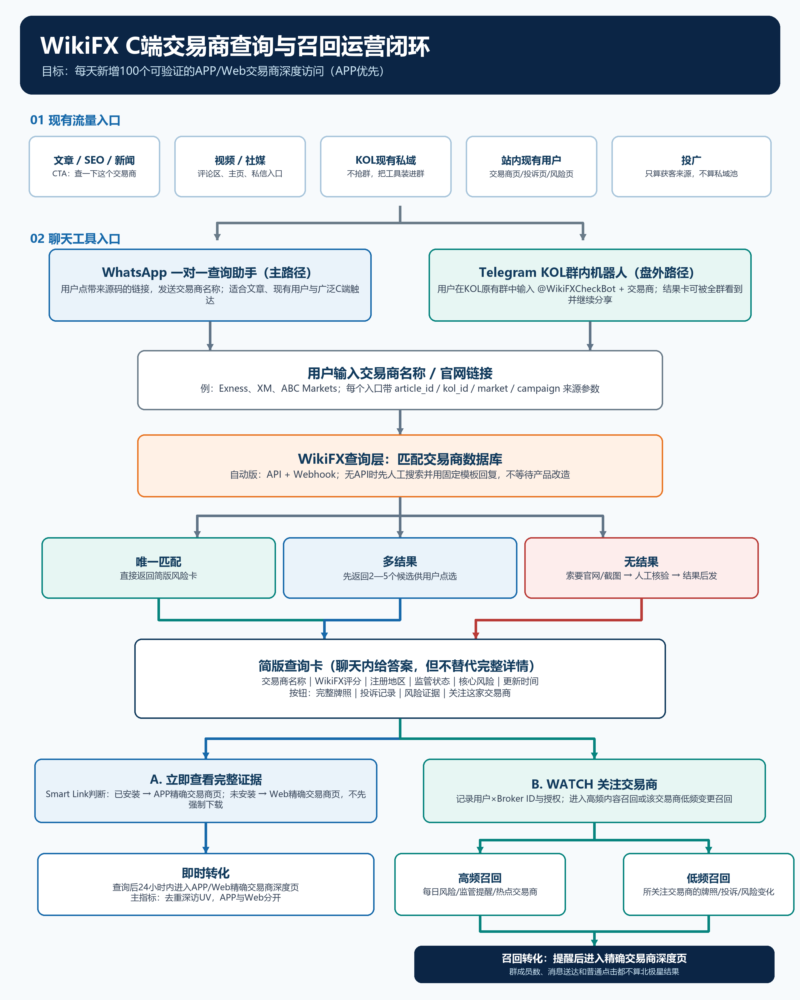 WikiFX C端交易商查询与召回运营闭环
目标：每天新增100个可验证的APP/Web交易商深度访问（APP优先）
01 现有流量入口
文章 / SEO / 新闻
CTA：查一下这个交易商
视频 / 社媒
评论区、主页、私信入口
KOL现有私域
不抢群，把工具装进群
站内现有用户
交易商页/投诉页/风险页
投广
只算获客来源，不算私域池
02 聊天工具入口
WhatsApp 一对一查询助手（主路径）
用户点带来源码的链接，发送交易商名称；适合文章、现有用户与广泛C端触
达
Telegram KOL群内机器人（盘外路径）
用户在KOL原有群中输入 @WikiFXCheckBot + 交易商；结果卡可被全群看到
并继续分享
用户输入交易商名称 / 官网链接
例：Exness、XM、ABC Markets；每个入口带 article_id / kol_id / market / campaign 来源参数
WikiFX查询层：匹配交易商数据库
自动版：API + Webhook；无API时先人工搜索并用固定模板回复，不等待产品改造
唯一匹配
直接返回简版风险卡
多结果
先返回2—5个候选供用户点选
无结果
索要官网/截图 → 人工核验 → 结果后发
简版查询卡（聊天内给答案，但不替代完整详情）
交易商名称 | WikiFX评分 | 注册地区 | 监管状态 | 核心风险 | 更新时间
按钮：完整牌照 | 投诉记录 | 风险证据 | 关注这家交易商
A. 立即查看完整证据
Smart Link判断：已安装 → APP精确交易商页；未安装 → Web精确交易商页，不先
强制下载
B. WATCH 关注交易商
记录用户×Broker ID与授权；进入高频内容召回或该交易商低频变更召回
即时转化
查询后24小时内进入APP/Web精确交易商深度页
主指标：去重深访UV，APP与Web分开
高频召回
每日风险/监管提醒/热点交易商
低频召回
所关注交易商的牌照/投诉/风险变化
召回转化：提醒后进入精确交易商深度页
群成员数、消息送达和普通点击都不算北极星结果